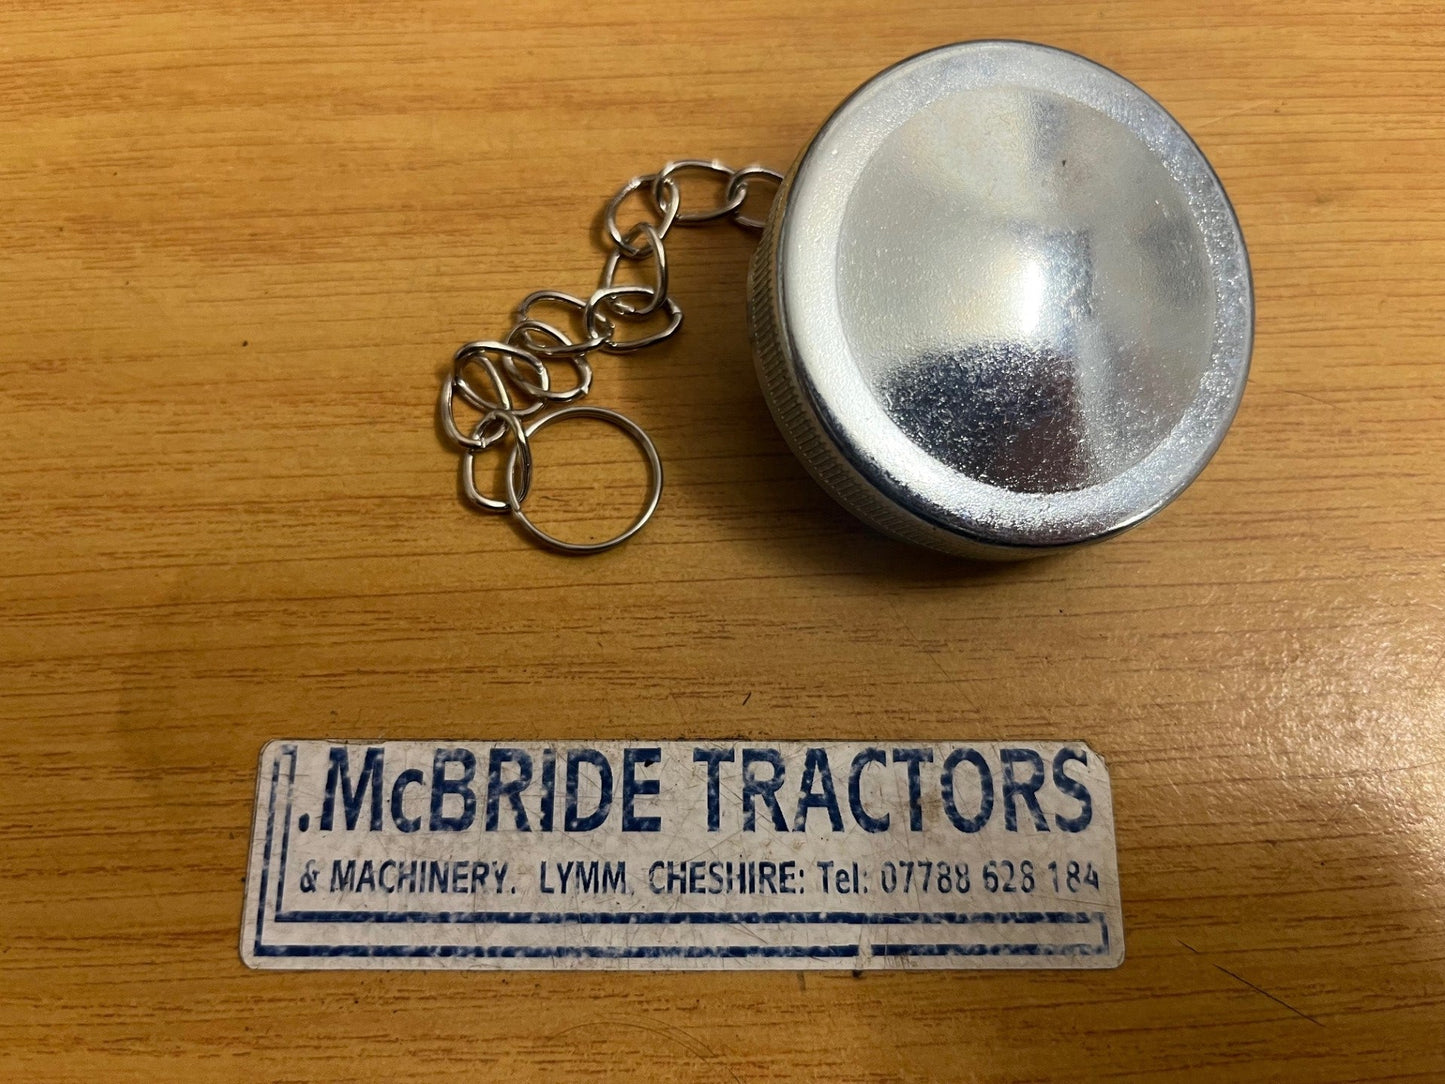 .McBRIDE TRACTORS
& MACHINERY. LYMM, CHESHIRE: Tel: 07788 628 184